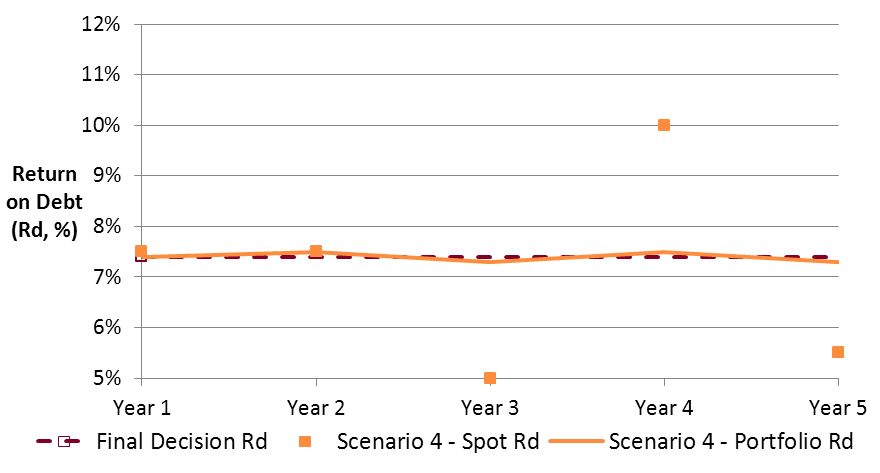 12%
11%
10%
9%
8%
7%
6%
5%
Return
on Debt
(Rd, %)
Year 1 Year 2 Year 3 Year 4 Year 5
Final Decision Rd Scenario 4 - Spot Rd Scenario 4 - Portfolio Rd